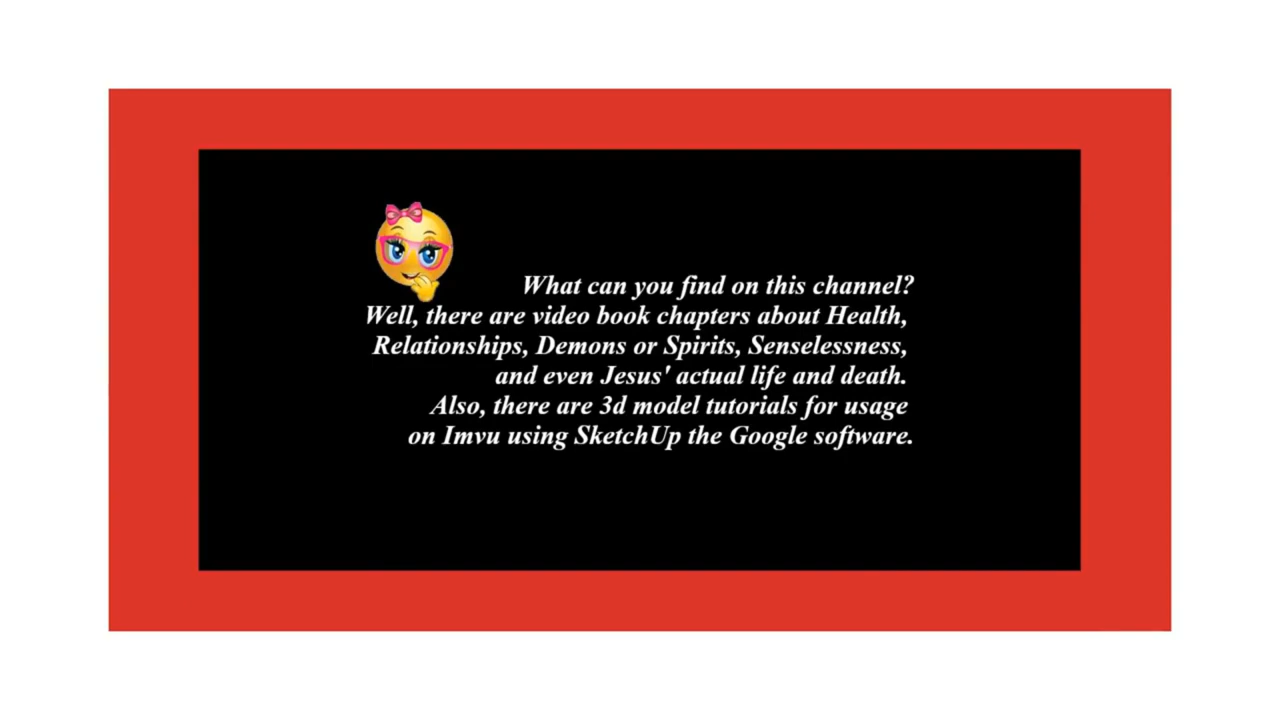 What can you find on this channel?
Well, there are video book chapters about Health,
Relationships, Demons or Spirits, Senselessness,
and even Jesus' actual life and death.
Also, there are 3d model tutorials for usage
on Imvu using SketchUp the Google software.